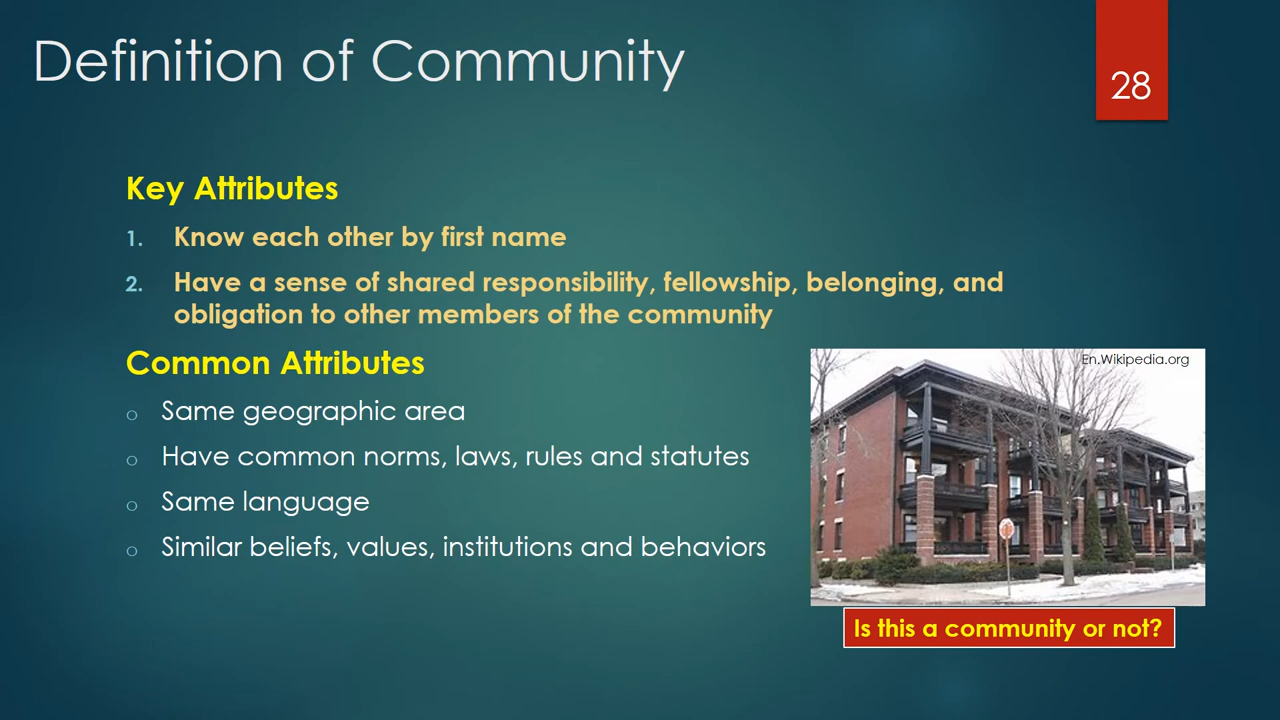 Definition of Community
28
Key Attributes
1. Know each other by first name
2. Have a sense of shared responsibility, fellowship, belonging, and
obligation to other members of the community
Common Attributes
o Same geographic area
o Have common norms, laws, rules and statutes
o Same language
o Similar beliefs, values, institutions and behaviors
En.Wikipedia.org
Is this a community or not?